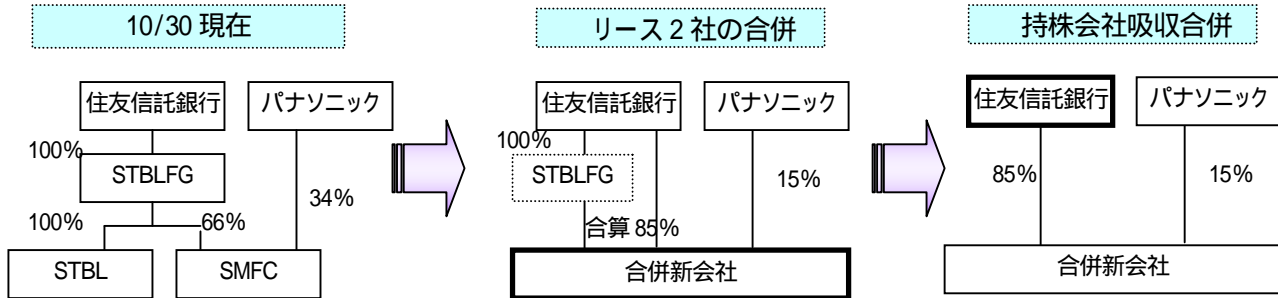 10/30 現在
リース 2 社の合併
持株会社吸収合併
住友信託銀行
パナソニック
100%
STBLFG
34%
100%
66%
STBL
SMFC
住友信託銀行
パナソニック
100%
STBLFG
15%
合算 85%
合併新会社
住友信託銀行
パナソニック
85%
15%
合併新会社